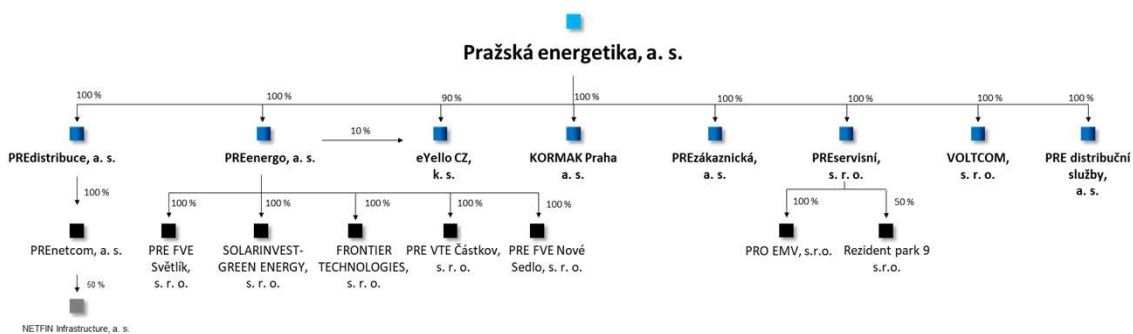 Pražská energetika, a. s.
100 %
100 %
90 %
100 %
100 %
100 %
100 %
100 %
10 %
PREdistribuce, a. s.
PREenergo, a. s.
eYello CZ,
k. s.
KORMAK Praha
a. s.
PREzákaznická,
a. s.
PREservisní,
s. r. o.
VOLTCOM,
s. r. o.
PRE distribuční
služby,
a. s.
100 %
100 %
100 %
100 %
100 %
100 %
100 %
50 %
PREnetcom, a. s.
PRE FVE
Světlík,
s. r. o.
SOLARINVEST-
GREEN ENERGY,
s. r. o.
FRONTIER
TECHNOLOGIES,
s. r. o.
PRE VTE Částkov,
s. r. o.
PRE FVE Nové
Sedlo, s. r. o.
PRO EMV, s.r.o.
Rezident park 9
s.r.o.
50 %
NETFIN Infrastructure, a. s.